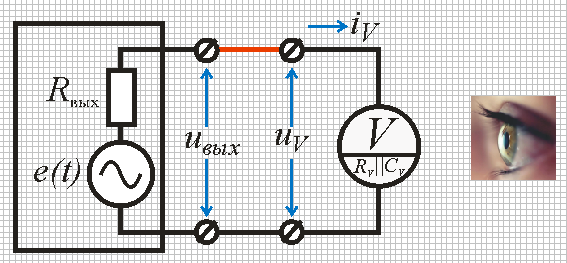 i_V
R_вых
u_вых
u_V
V
R_v||C_v
e(t)